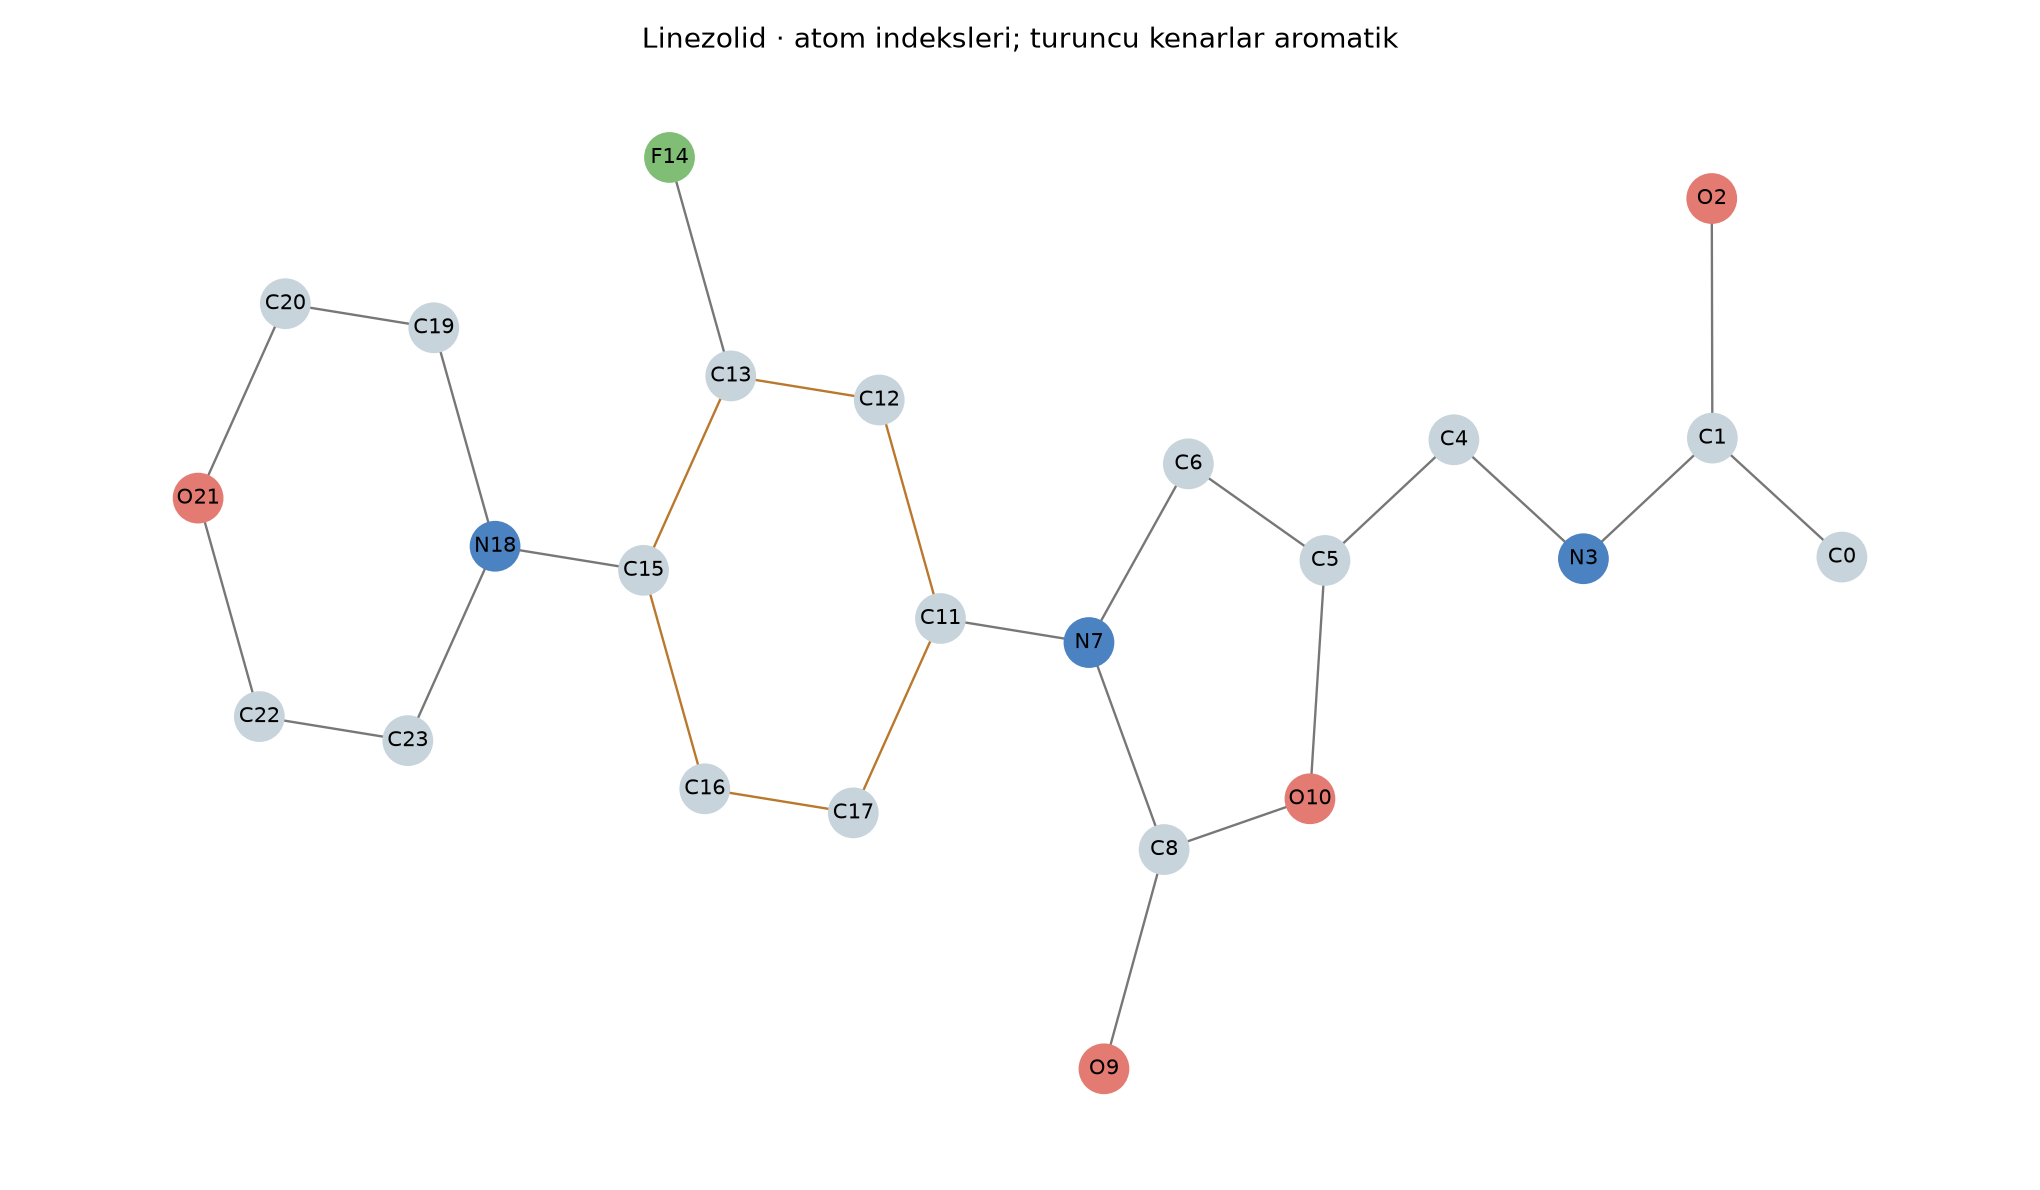 Linezolid · atom indeksleri; turuncu kenarlar aromatik
F14
O2
C20
C19
C13
C12
C4
C1
C6
O21
N18
C15
C5
N3
C0
C11
N7
C22
C23
C16
C17
O10
C8
O9